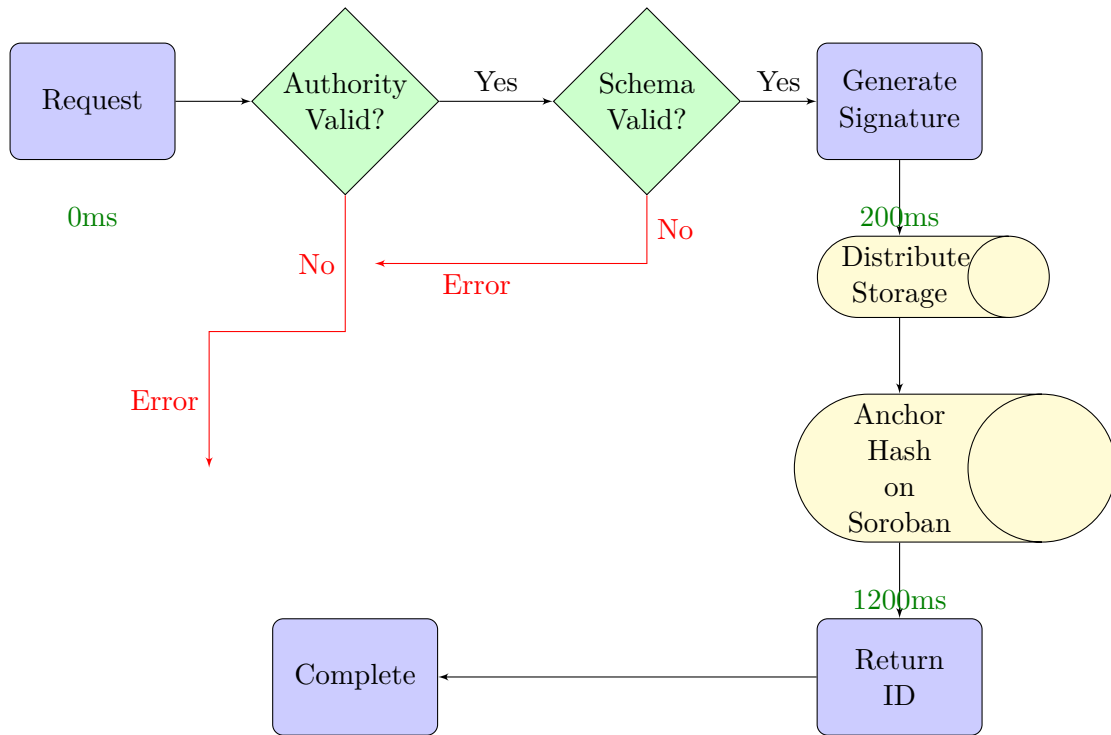 Request
Authority
Valid?
Yes
Schema
Valid?
Yes
Generate
Signature
0ms
200ms
No
No
Error
Distribute
Storage
Error
Anchor
Hash
on
Soroban
1200ms
Complete
Return
ID